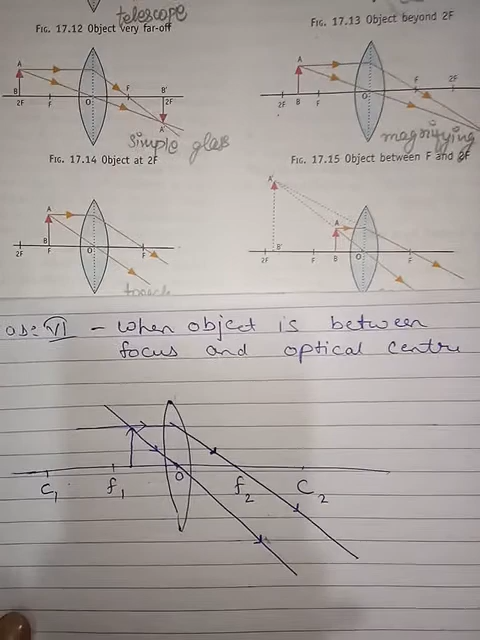 telescope
FIG. 17.12 Object very far-off
FIG. 17.13 Object beyond 2F
A
B
2F
F
O
F
B'
2F
A'
A
2F
B
F
O
F
2F
simple glass
magnifying
FIG. 17.14 Object at 2F
FIG. 17.15 Object between F and 2F
A
B
F
2F
O
F
A'
A
2F
B'
F
B
O
F
ase VI - When object is between
focus and optical centre
C1
f1
O
f2
C2